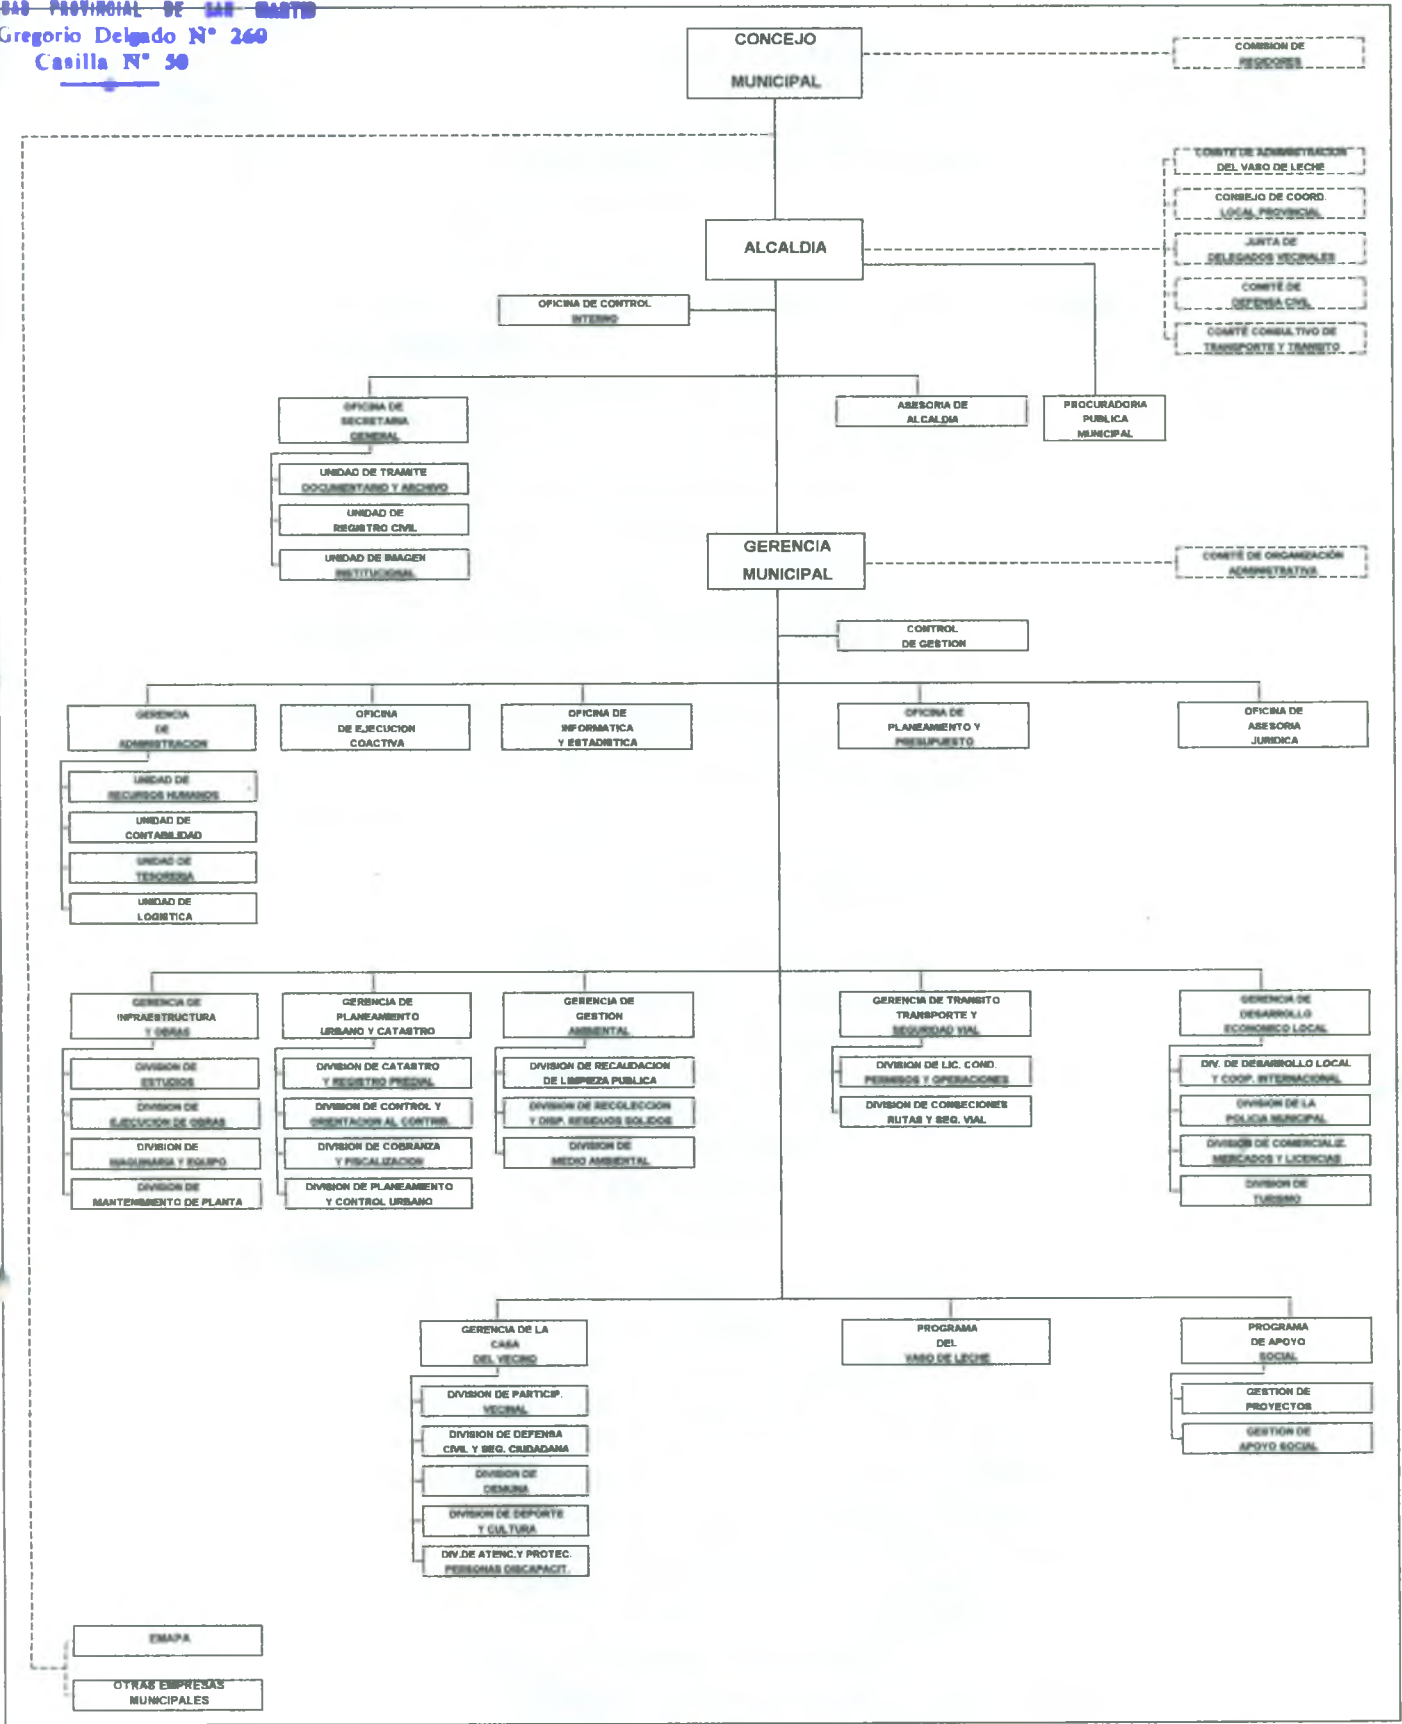 PROVINCIAL DE SAN MARTIN
Gregorio Delgado N° 260
Casilla N° 50
CONCEJO
MUNICIPAL
COMISION DE
REGIDORES
COMITE DE ADMINISTRACION
DEL VASO DE LECHE
CONSEJO DE COORD.
LOCAL PROVINCIAL
ALCALDIA
JUNTA DE
DELEGADOS VECINALES
COMITÉ DE
DEFENSA CIVIL
COMITÉ CONSULTIVO DE
TRANSPORTE Y TRANSITO
OFICINA DE CONTROL
INTERNO
OFICINA DE
SECRETARIA
GENERAL
ASESORIA DE
ALCALDIA
PROCURADORIA
PUBLICA
MUNICIPAL
UNIDAD DE TRAMITE
DOCUMENTARIO Y ARCHIVO
UNIDAD DE
REGISTRO CIVIL
UNIDAD DE IMAGEN
INSTITUCIONAL
GERENCIA
MUNICIPAL
COMITÉ DE ORGANIZACIÓN
ADMINISTRATIVA
CONTROL
DE GESTION
GERENCIA
DE
ADMINISTRACION
OFICINA
DE EJECUCION
COACTIVA
OFICINA DE
INFORMATICA
Y ESTADISTICA
OFICINA DE
PLANEAMIENTO Y
PRESUPUESTO
OFICINA DE
ASESORIA
JURIDICA
UNIDAD DE
RECURSOS HUMANOS
UNIDAD DE
CONTABILIDAD
UNIDAD DE
TESORERIA
UNIDAD DE
LOGISTICA
GERENCIA DE
INFRAESTRUCTURA
Y OBRAS
GERENCIA DE
PLANEAMIENTO
URBANO Y CATASTRO
GERENCIA DE
GESTION
AMBIENTAL
GERENCIA DE TRANSITO
TRANSPORTE Y
SEGURIDAD VIAL
GERENCIA DE
DESARROLLO
ECONOMICO LOCAL
DIVISION DE
ESTUDIOS
DIVISION DE
EJECUCION DE OBRAS
DIVISION DE
MAQUINARIA Y EQUIPO
DIVISION DE
MANTENIMIENTO DE PLANTA
DIVISION DE CATASTRO
Y REGISTRO PREDIAL
DIVISION DE CONTROL Y
ORIENTACION AL CONTRIB.
DIVISION DE COBRANZA
Y FISCALIZACION
DIVISION DE PLANEAMIENTO
Y CONTROL URBANO
DIVISION DE RECAUDACION
DE LIMPIEZA PUBLICA
DIVISION DE RECOLECCION
Y DISP. RESIDUOS SOLIDOS
DIVISION DE
MEDIO AMBIENTAL
DIVISION DE LIC. COND.
PERMISOS Y OPERACIONES
DIVISION DE CONSECIONES
RUTAS Y SEG. VIAL
DIV. DE DESARROLLO LOCAL
Y COOP. INTERNACIONAL
DIVISION DE LA
POLICIA MUNICIPAL
DIVISION DE COMERCIALIZ.
MERCADOS Y LICENCIAS
DIVISION DE
TURISMO
GERENCIA DE LA
CASA
DEL VECINO
PROGRAMA
DEL
VASO DE LECHE
PROGRAMA
DE APOYO
SOCIAL
DIVISION DE PARTICIP.
VECINAL
DIVISION DE DEFENSA
CIVIL Y SEG. CIUDADANA
DIVISION DE
DEMUNA
DIVISION DE DEPORTE
Y CULTURA
DIV.DE ATENC.Y PROTEC.
PERSONAS DISCAPACIT.
GESTION DE
PROYECTOS
GESTION DE
APOYO SOCIAL
EMAPA
OTRAS EMPRESAS
MUNICIPALES